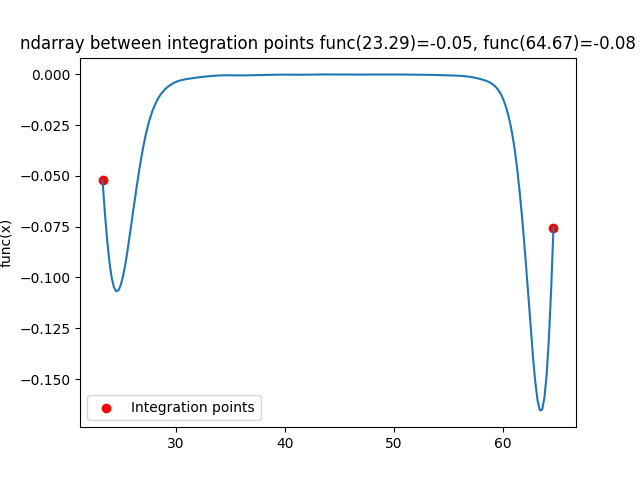 ndarray between integration points func(23.29)=-0.05, func(64.67)=-0.08
0.000
−0.025
−0.050
−0.075
−0.100
−0.125
−0.150
func(x)
Integration points
30 40 50 60